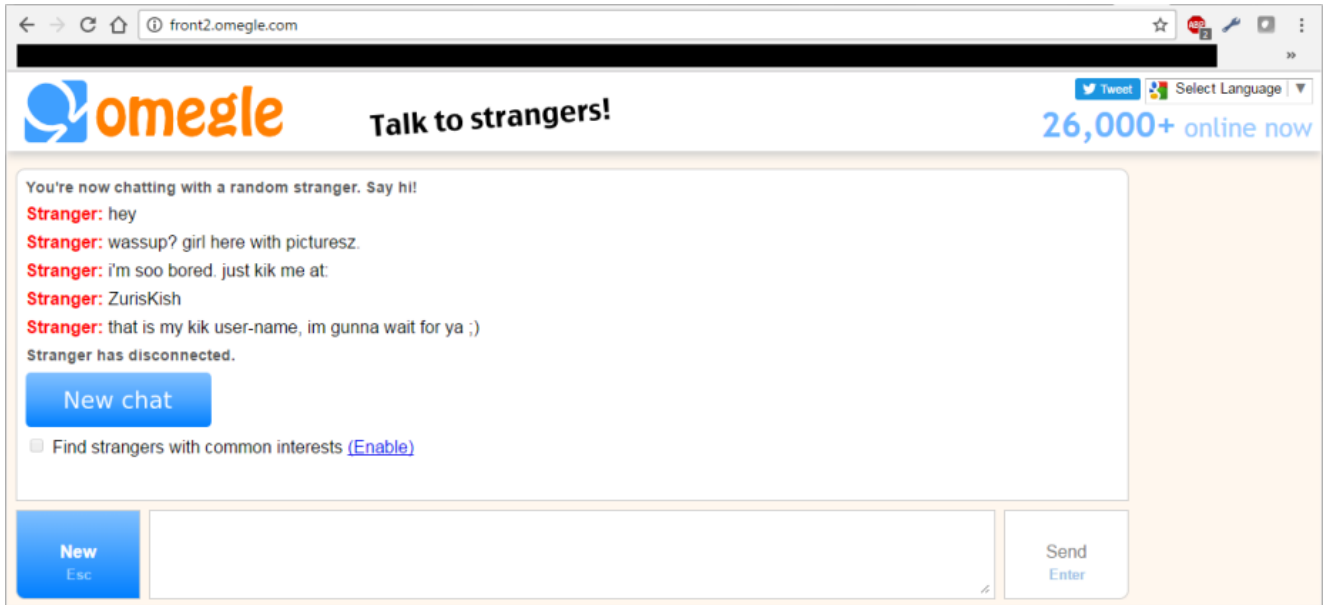 front2.omegle.com
ABP
2
»
omegle
Talk to strangers!
Tweet
Select Language
26,000+ online now
You're now chatting with a random stranger. Say hi!
Stranger: hey
Stranger: wassup? girl here with picturesz.
Stranger: i'm soo bored. just kik me at:
Stranger: ZurisKish
Stranger: that is my kik user-name, im gunna wait for ya ;)
Stranger has disconnected.
New chat
Find strangers with common interests (Enable)
New
Esc
Send
Enter